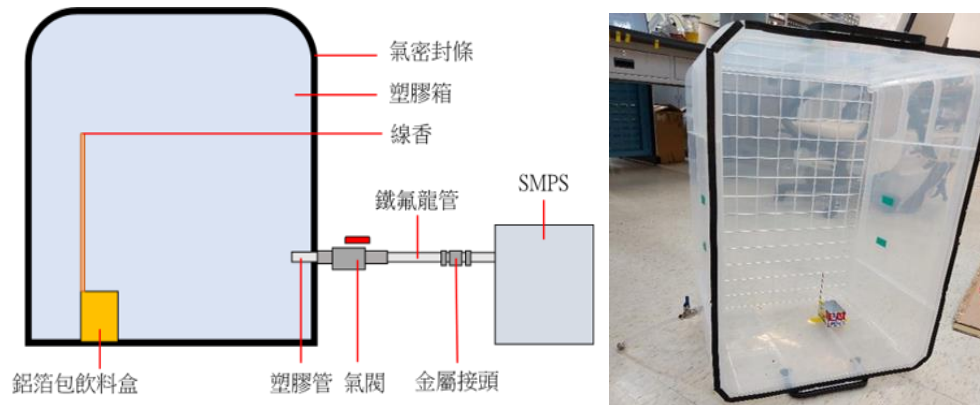 氣密封條
塑膠箱
線香
SMPS
鐵氟龍管
鋁箔包飲料盒
塑膠管
氣閥
金屬接頭